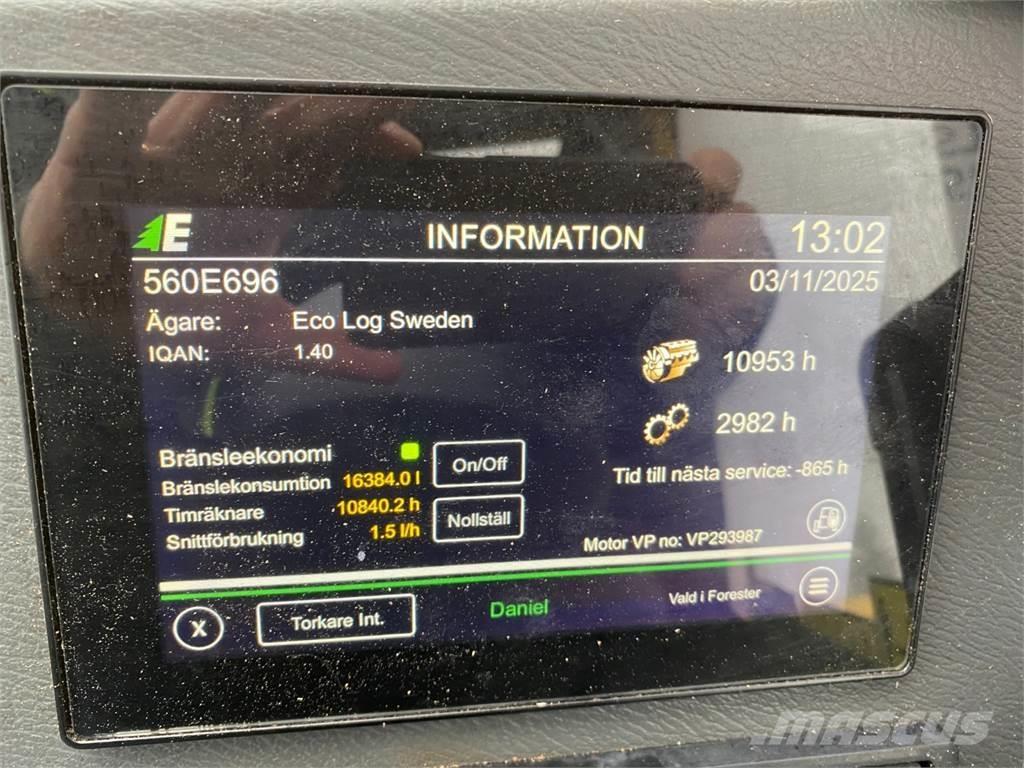 E INFORMATION 13:02
560E696 03/11/2025
Ägare: Eco Log Sweden
IQAN: 1.40
10953 h
2982 h
Tid till nästa service: -865 h
Bränsleekonomi On/Off
Bränslekonsumtion 16384.0 l
Timräknare 10840.2 h Nollställ
Snittförbrukning 1.5 l/h
Motor VP no: VP293987
X Torkare Int. Daniel Vald i Forester
MASCUS